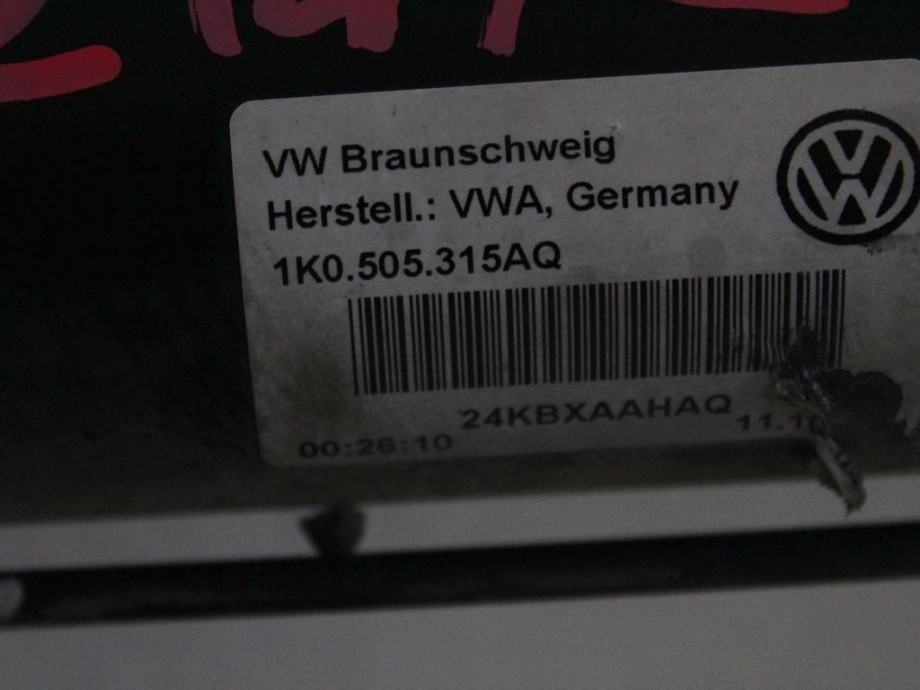 VW Braunschweig
Herstell.: VWA, Germany
1K0.505.315AQ
24KBXAAHAQ
00:26:10